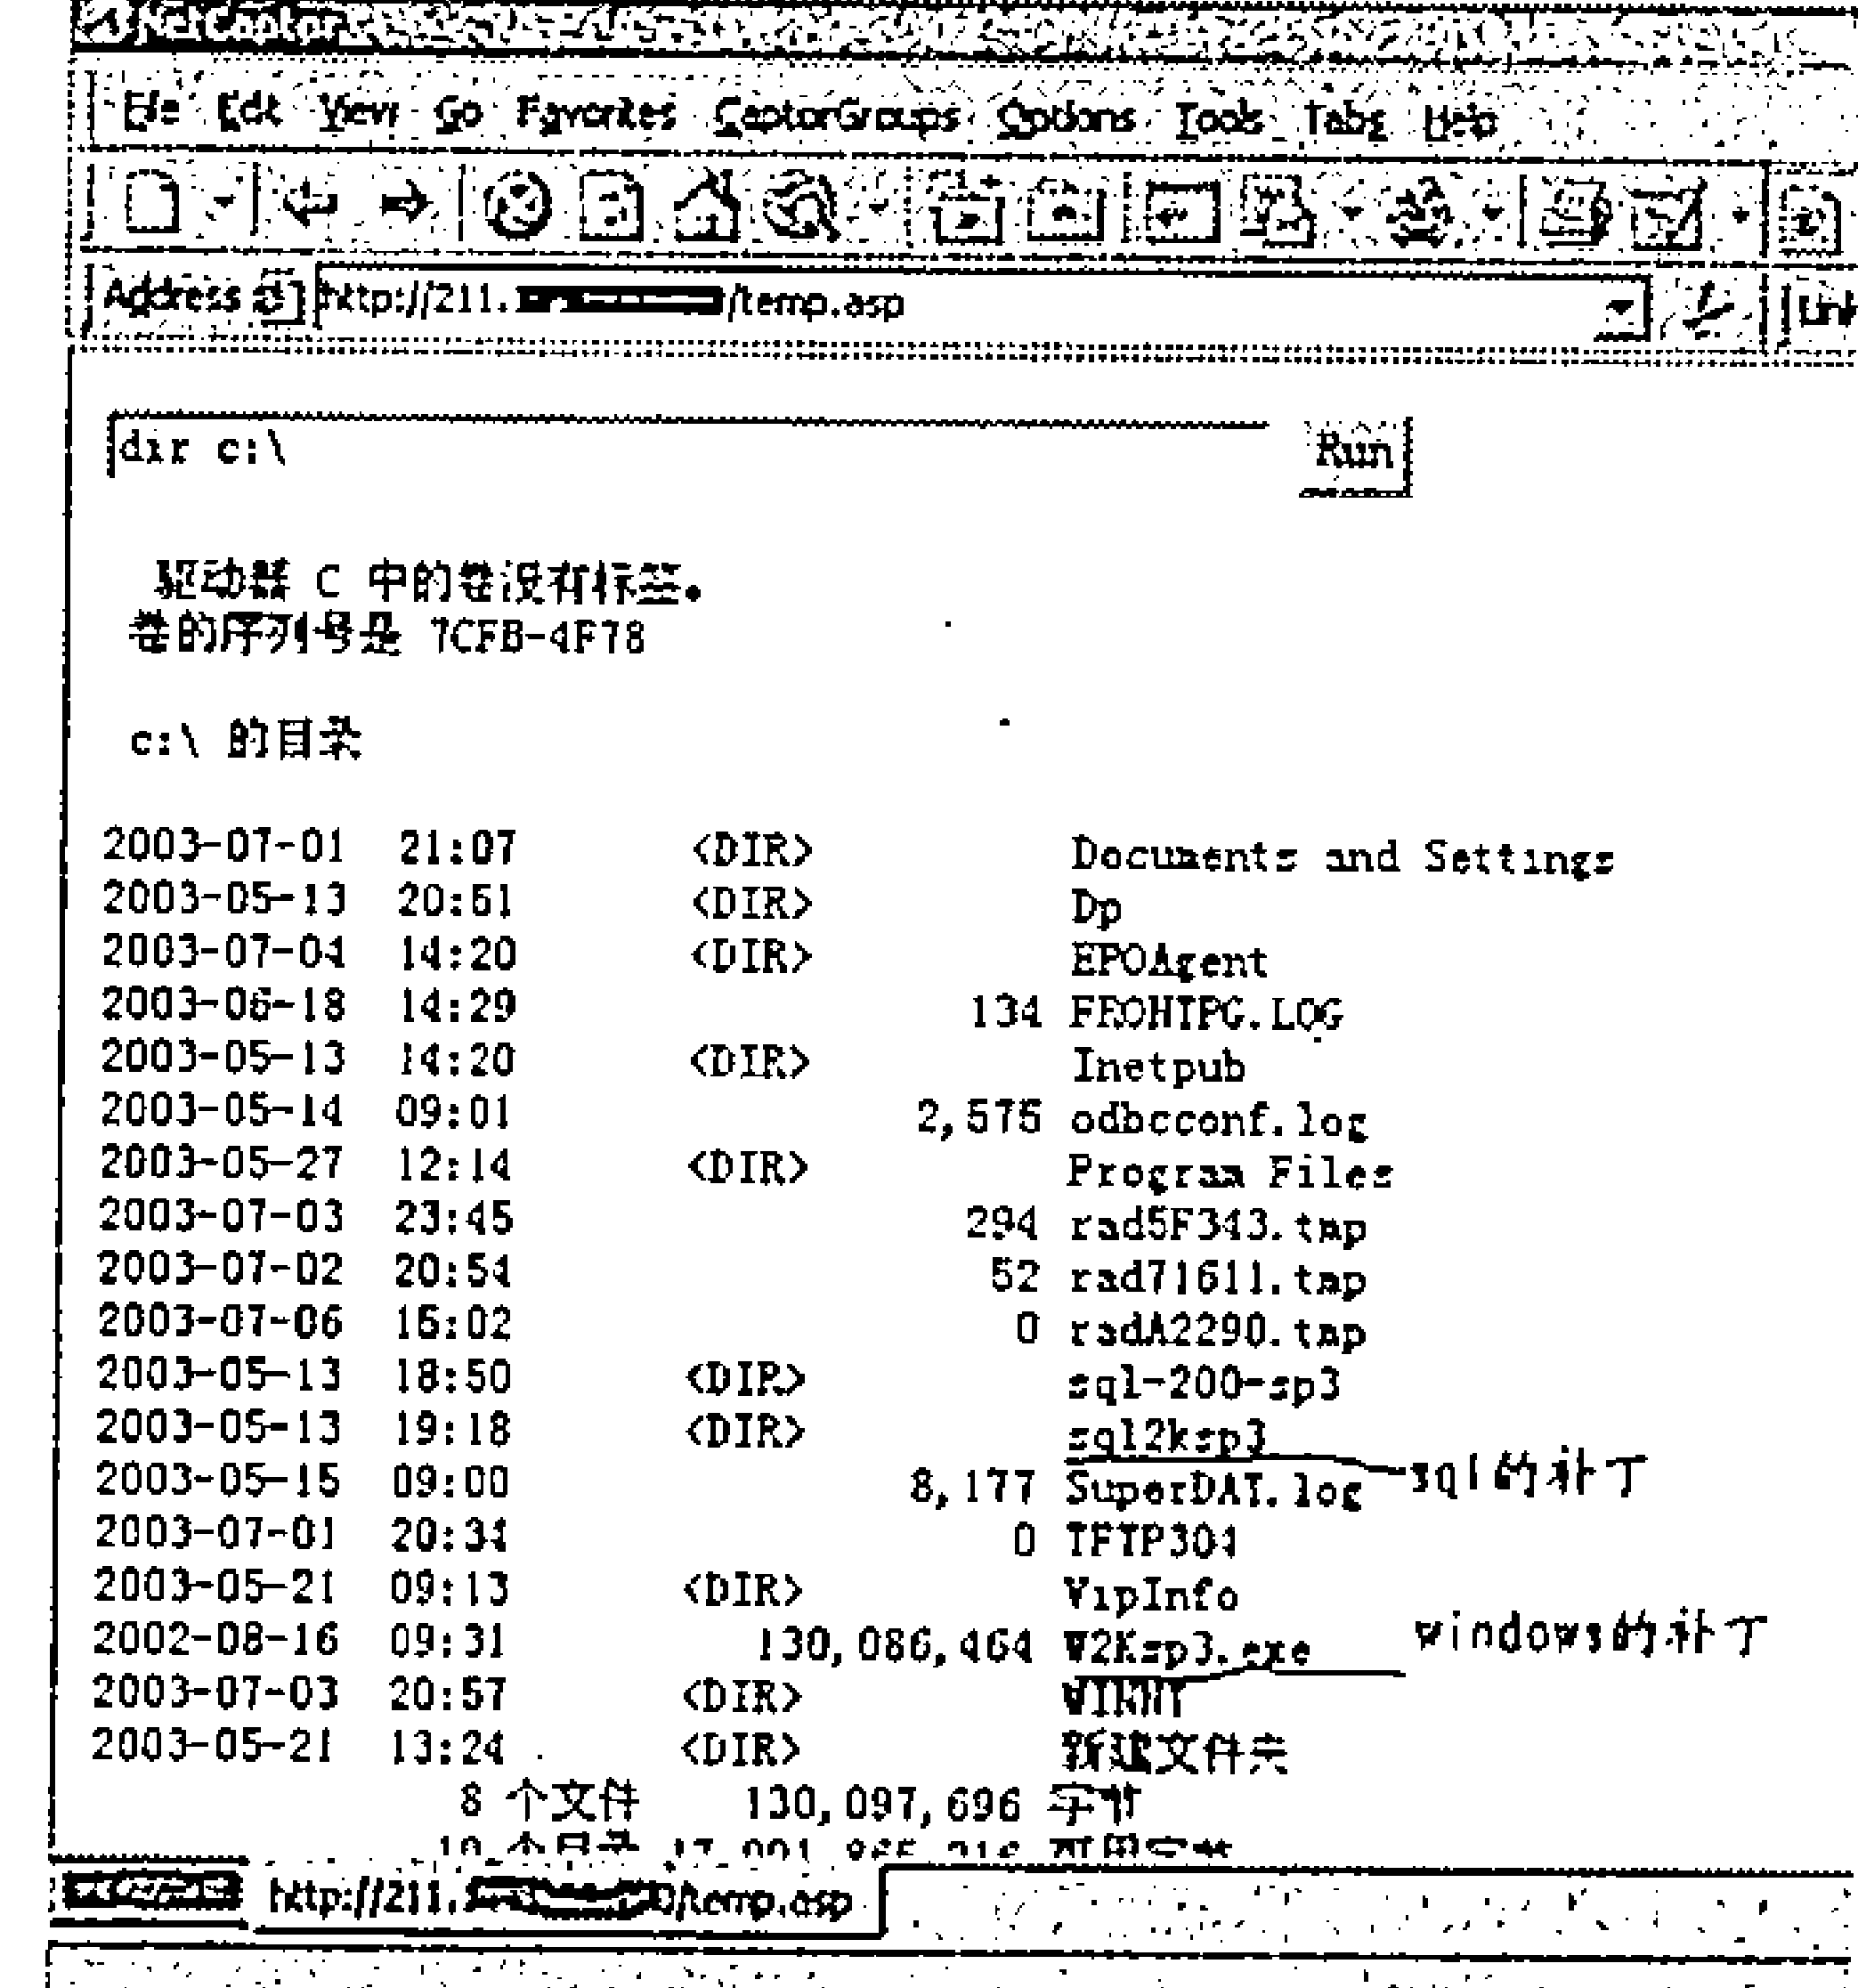 NetCaptor
File Edit View Go Favorites CaptorGroups Options Tools Tabs Help
Address http://211. /temp.asp
dir c:\ Run
驱动器 C 中的卷没有标签。
卷的序列号是 7CFB-4F78
c:\ 的目录
2003-07-01 21:07 <DIR> Documents and Settings
2003-05-13 20:51 <DIR> Dp
2003-07-04 14:20 <DIR> EPOAgent
2003-06-18 14:29 134 FROHTPG.LOG
2003-05-13 14:20 <DIR> Inetpub
2003-05-14 09:01 2,575 odbcconf.log
2003-05-27 12:14 <DIR> Program Files
2003-07-03 23:45 294 rad5F343.tmp
2003-07-02 20:54 52 rad71611.tmp
2003-07-06 15:02 0 radA2290.tmp
2003-05-13 18:50 <DIR> sql-200-sp3
2003-05-13 19:18 <DIR> sql2ksp3
sql的补丁
2003-05-15 09:00 8,177 SuperDAT.log
2003-07-01 20:34 0 TFTP304
2003-05-21 09:13 <DIR> VipInfo
windows的补丁
2002-08-16 09:31 130,086,464 W2Ksp3.exe
2003-07-03 20:57 <DIR> WINNT
2003-05-21 13:24 <DIR> 新建文件夹
8 个文件 130,097,696 字节
10 个目录
http://211. /temp.asp